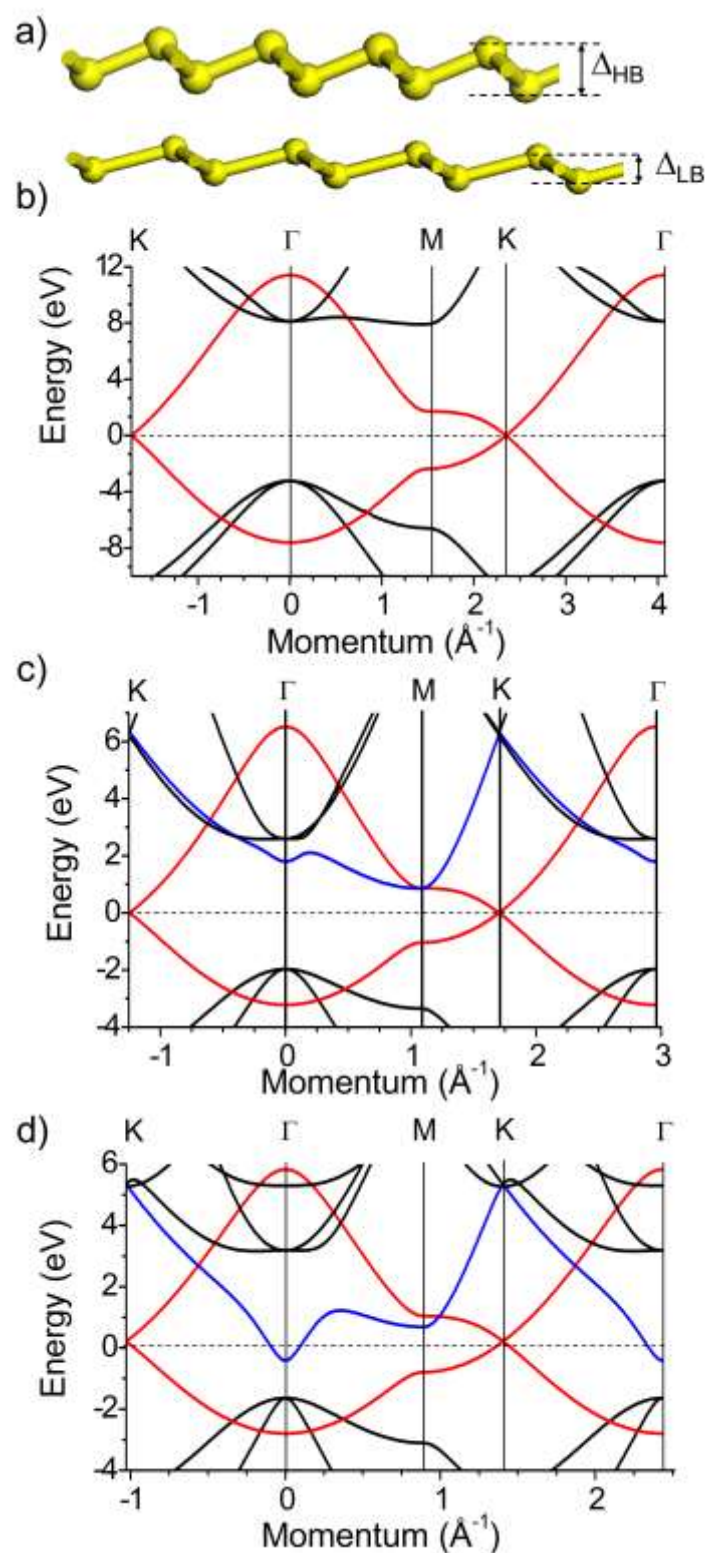 a)
Δ_HB
Δ_LB
b)
K Γ M K Γ
12
8
4
0
-4
-8
Energy (eV)
-1 0 1 2 3 4
Momentum (Å⁻¹)
c)
K Γ M K Γ
6
4
2
0
-2
-4
Energy (eV)
-1 0 1 2 3
Momentum (Å⁻¹)
d)
K Γ M K Γ
6
4
2
0
-2
-4
Energy (eV)
-1 0 1 2
Momentum (Å⁻¹)